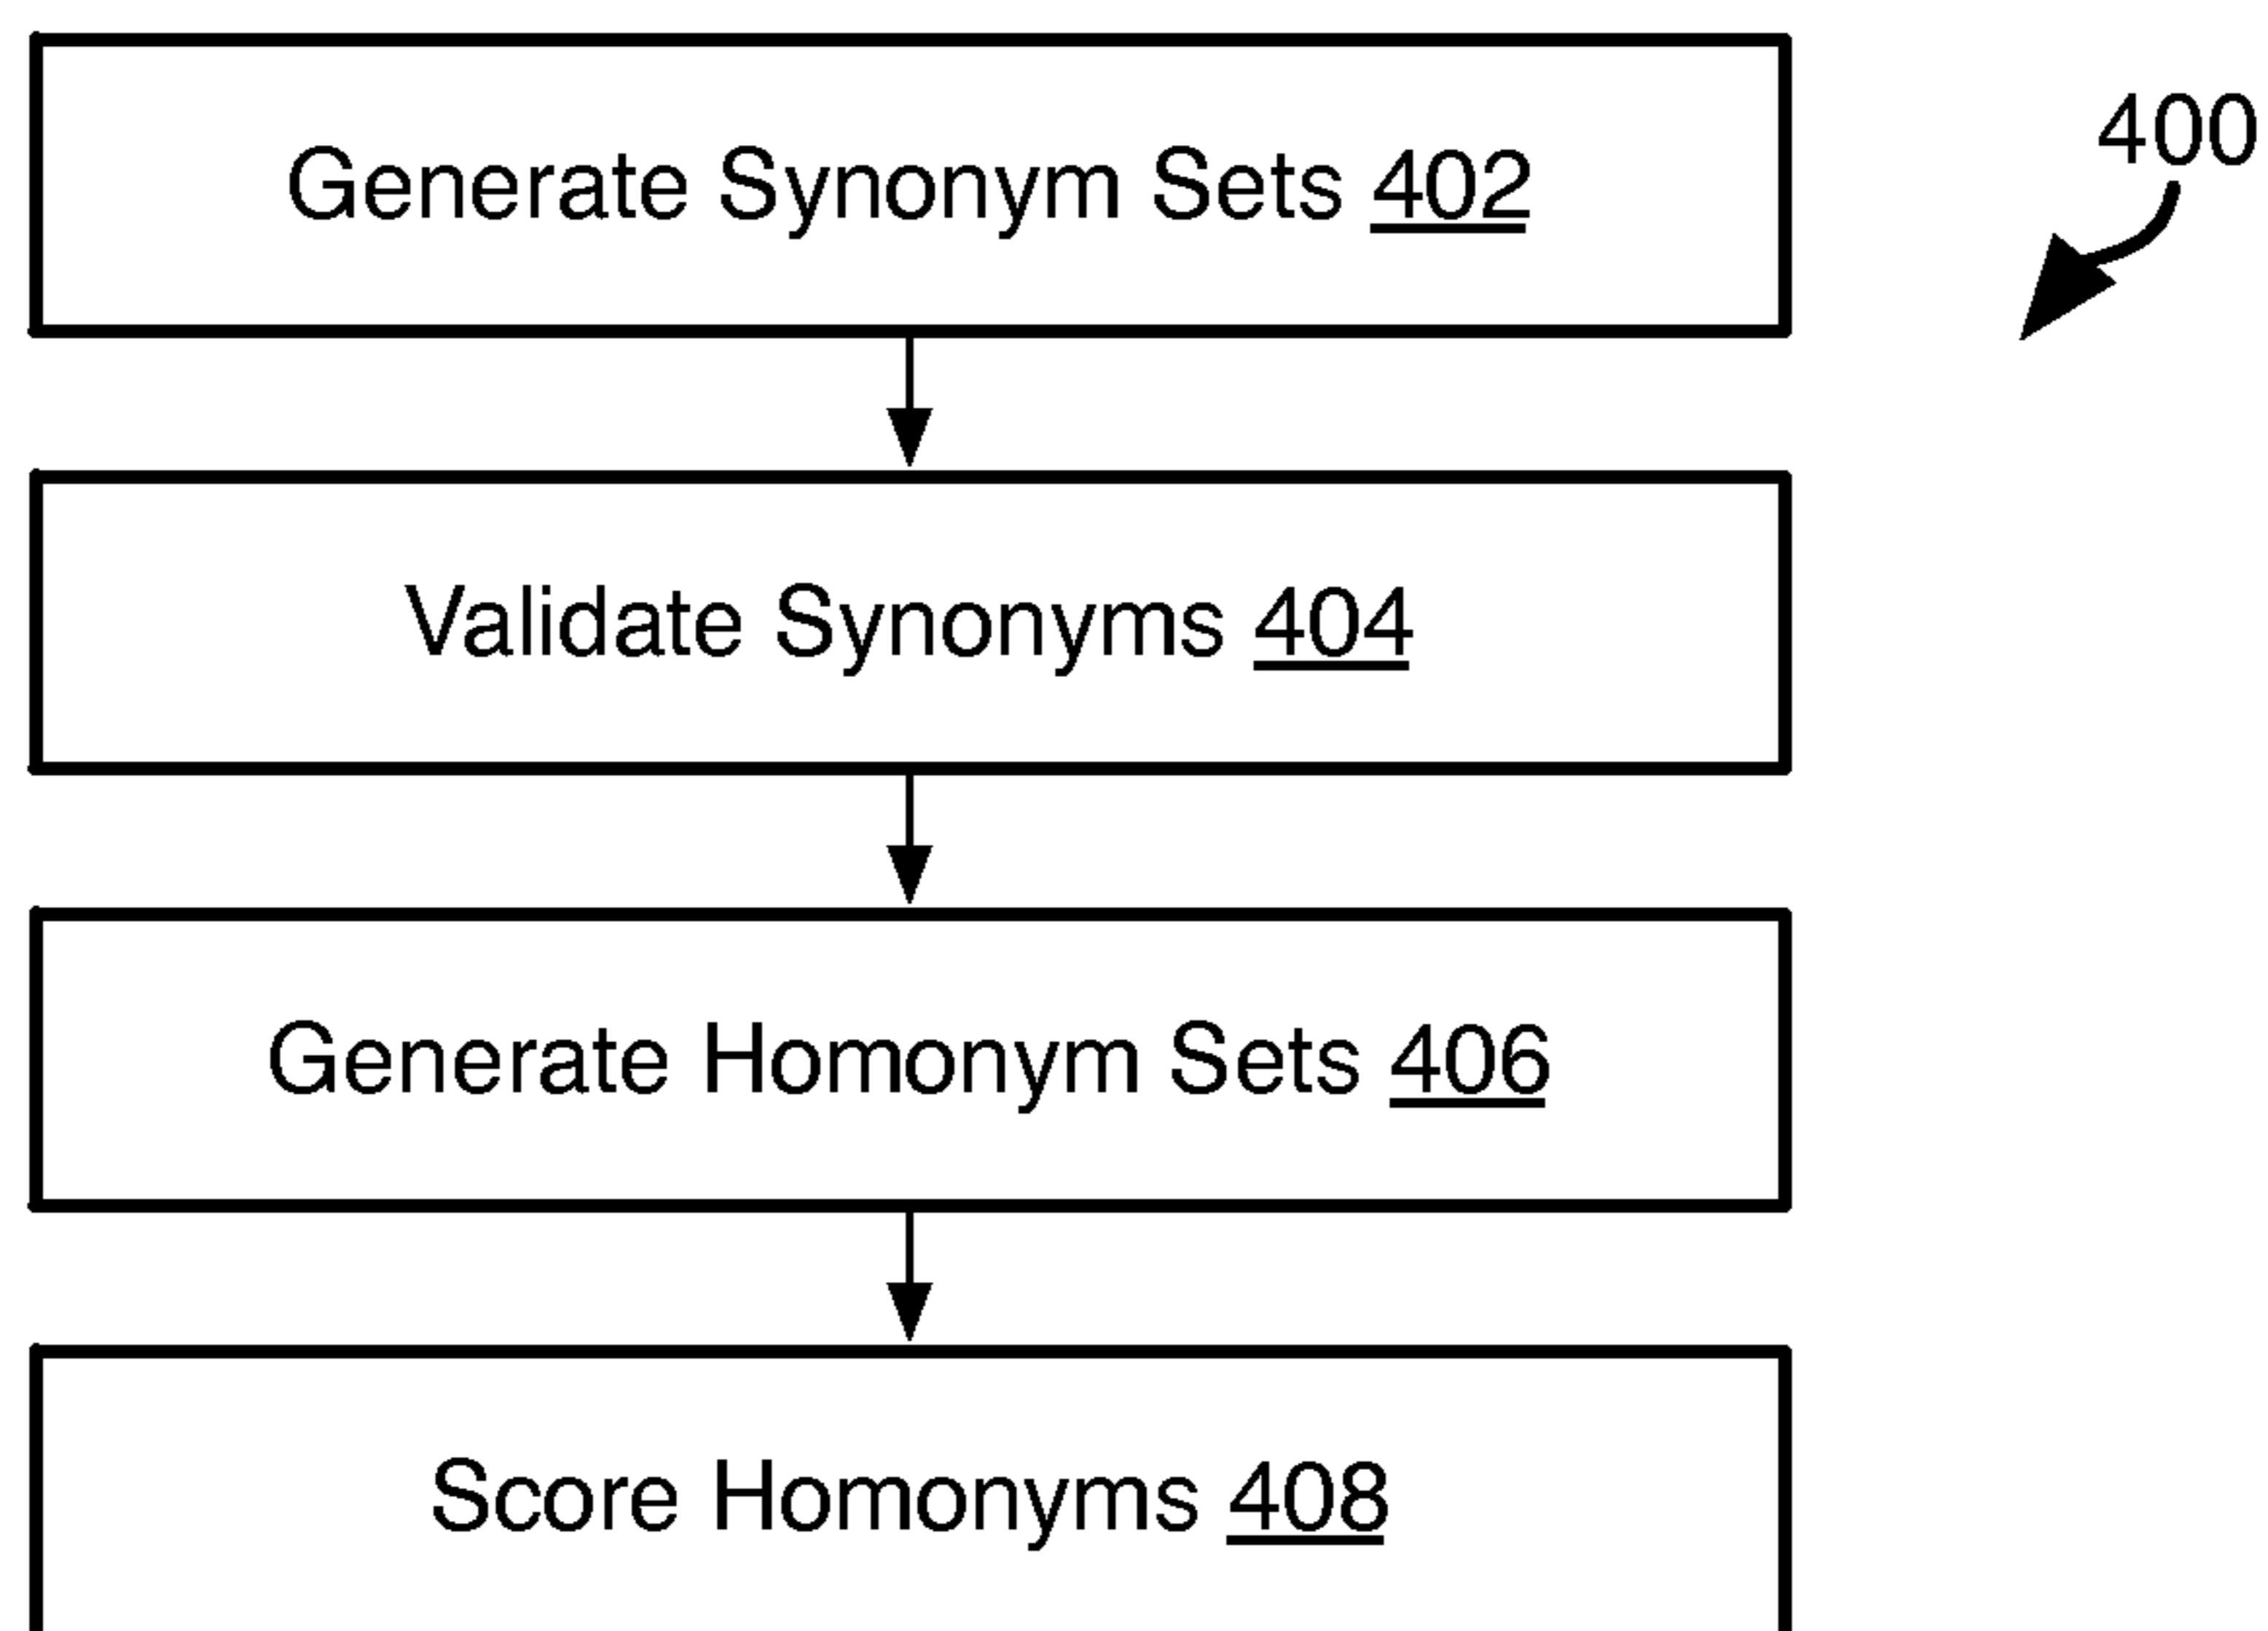 Generate Synonym Sets 402
400
Validate Synonyms 404
Generate Homonym Sets 406
Score Homonyms 408